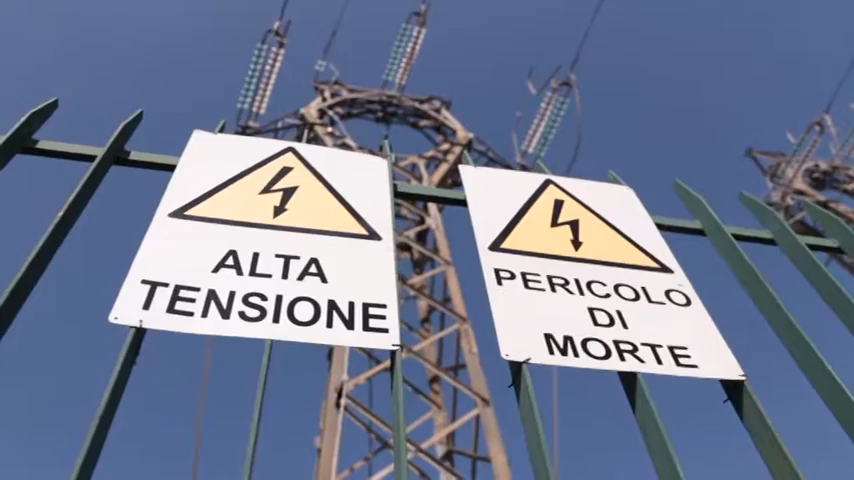 ALTA
TENSIONE
PERICOLO
DI
MORTE